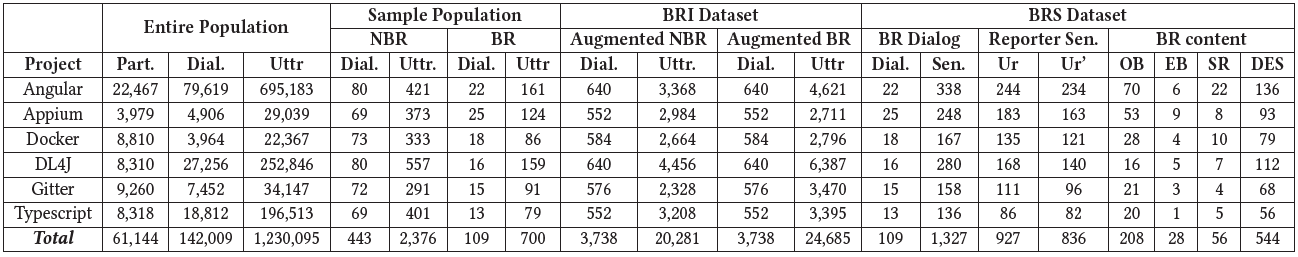 Entire Population Sample Population BRI Dataset BRS Dataset
NBR BR Augmented NBR Augmented BR BR Dialog Reporter Sen. BR content
Project Part. Dial. Uttr Dial. Uttr. Dial. Uttr Dial. Uttr. Dial. Uttr Dial. Sen. Ur Ur’ OB EB SR DES
Angular 22,467 79,619 695,183 80 421 22 161 640 3,368 640 4,621 22 338 244 234 70 6 22 136
Appium 3,979 4,906 29,039 69 373 25 124 552 2,984 552 2,711 25 248 183 163 53 9 8 93
Docker 8,810 3,964 22,367 73 333 18 86 584 2,664 584 2,796 18 167 135 121 28 4 10 79
DL4J 8,310 27,256 252,846 80 557 16 159 640 4,456 640 6,387 16 280 168 140 16 5 7 112
Gitter 9,260 7,452 34,147 72 291 15 91 576 2,328 576 3,470 15 158 111 96 21 3 4 68
Typescript 8,318 18,812 196,513 69 401 13 79 552 3,208 552 3,395 13 136 86 82 20 1 5 56
Total 61,144 142,009 1,230,095 443 2,376 109 700 3,738 20,281 3,738 24,685 109 1,327 927 836 208 28 56 544